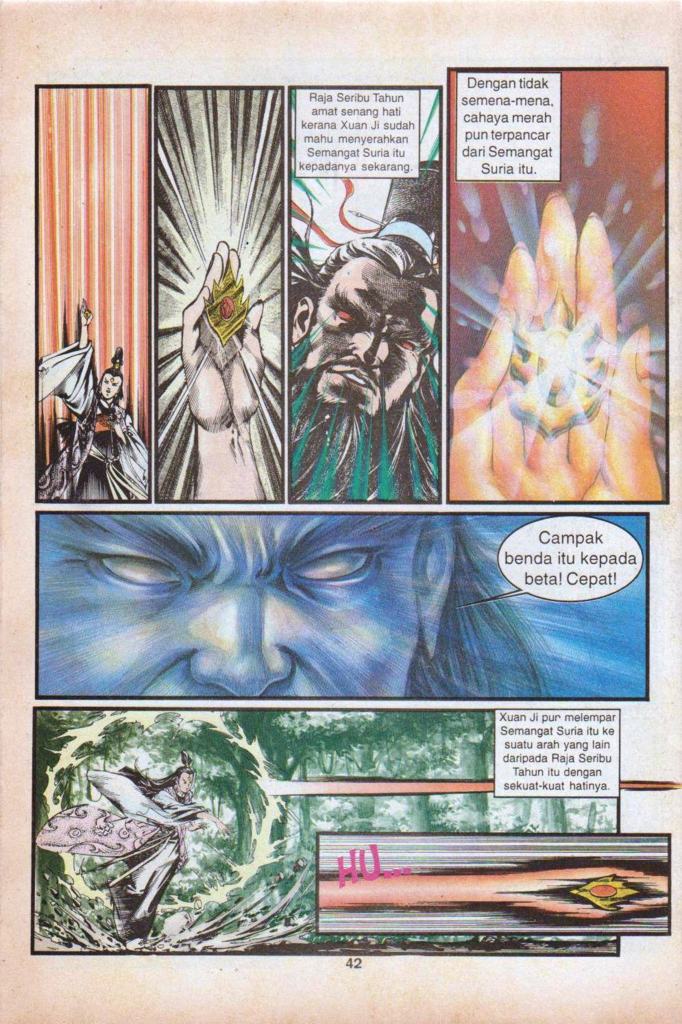 Raja Seribu Tahun
amat senang hati
kerana Xuan Ji sudah
mahu menyerahkan
Semangat Suria itu
kepadanya sekarang.
Dengan tidak
semena-mena,
cahaya merah
pun terpancar
dari Semangat
Suria itu.
Campak
benda itu kepada
beta! Cepat!
Xuan Ji pun melempar
Semangat Suria itu ke
suatu arah yang lain
daripada Raja Seribu
Tahun itu dengan
sekuat-kuat hatinya.
HU...
42